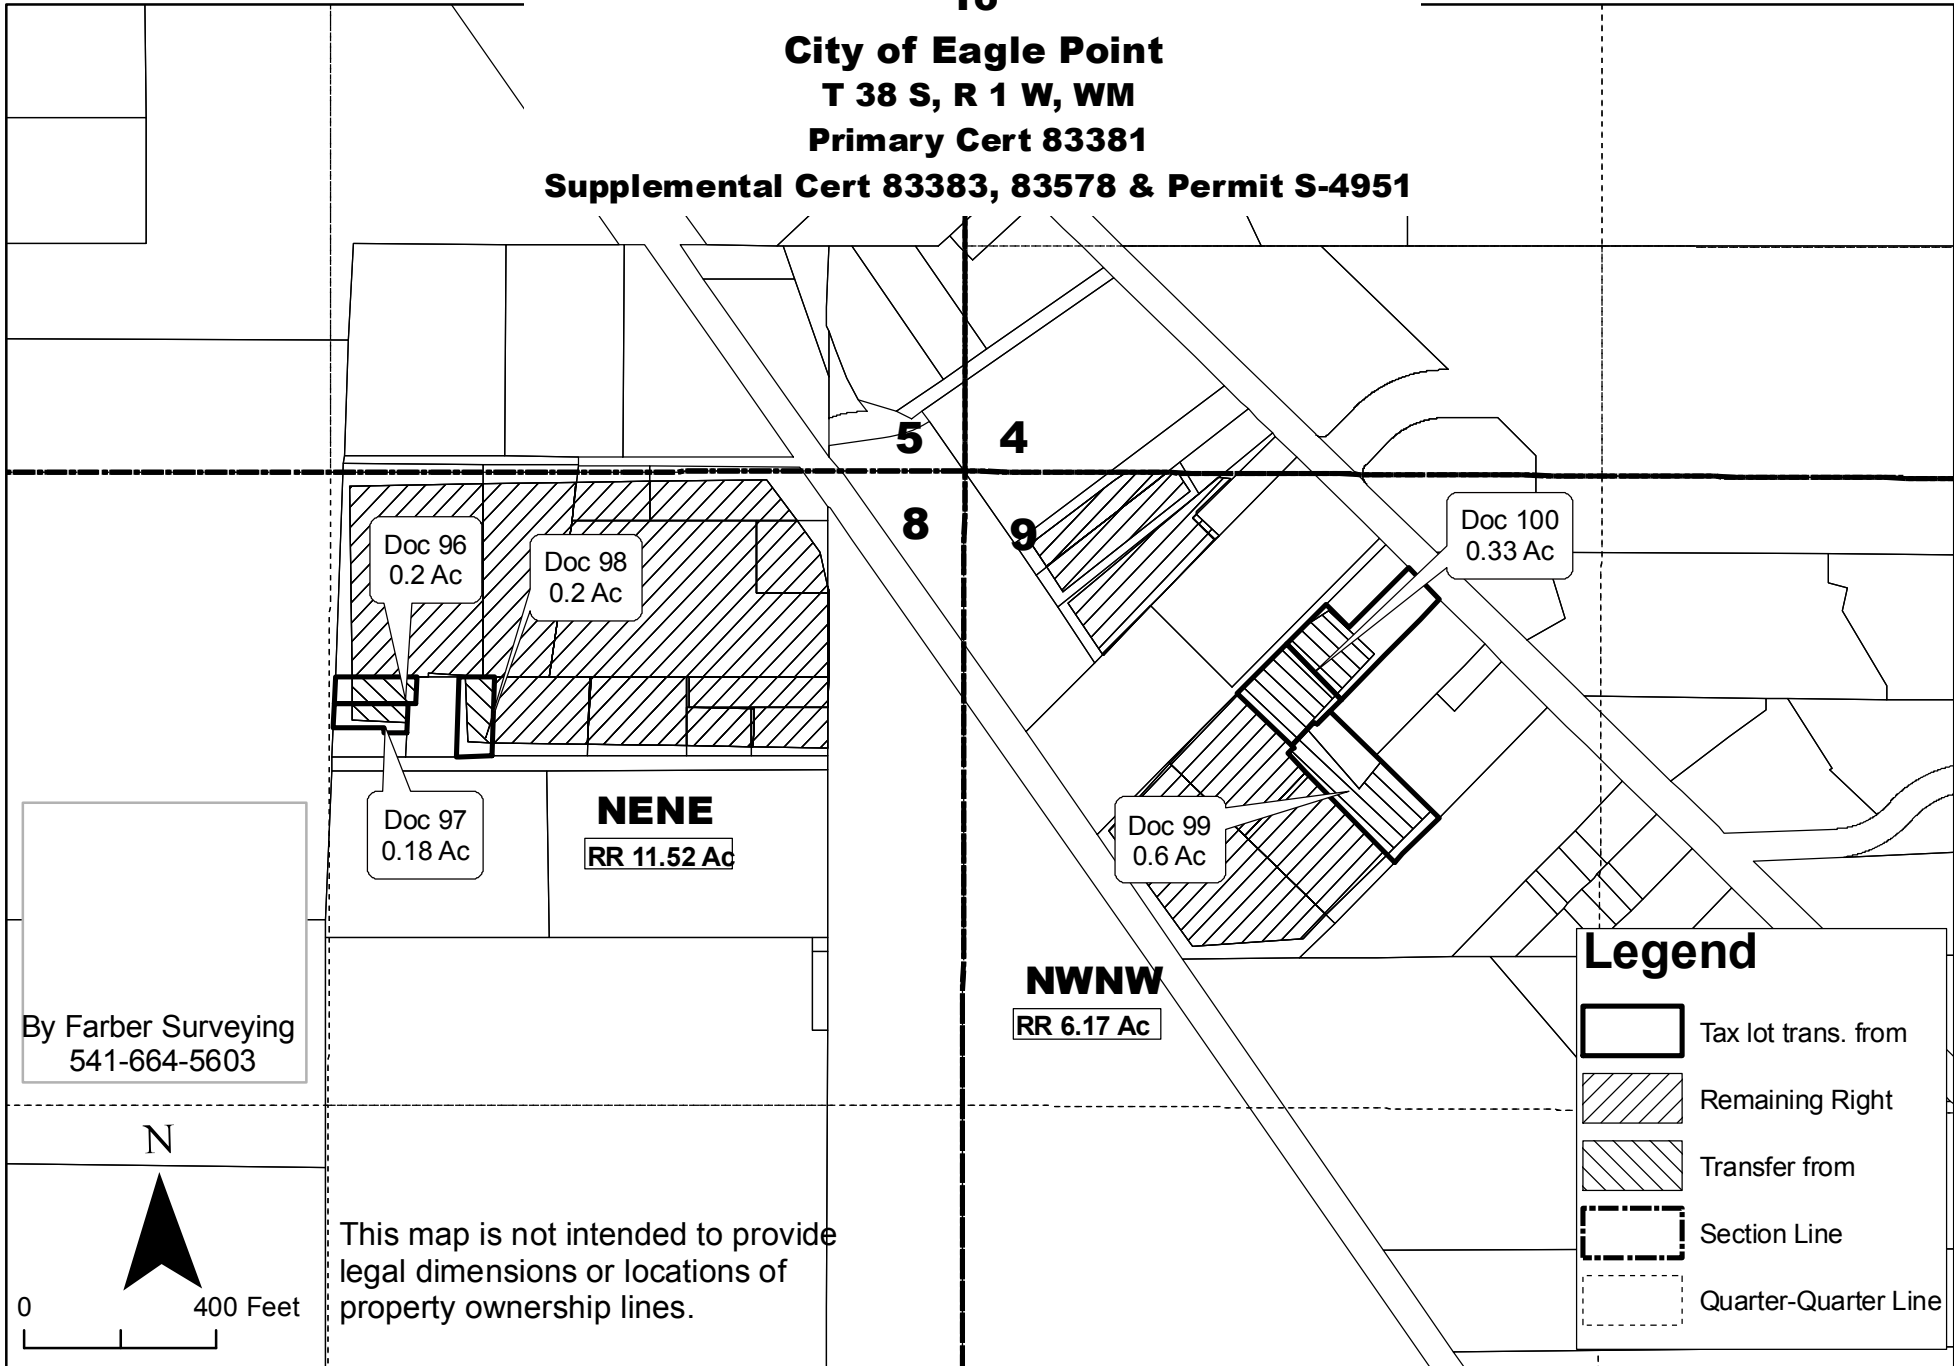 City of Eagle Point
T 38 S, R 1 W, WM
Primary Cert 83381
Supplemental Cert 83383, 83578 & Permit S-4951
5
4
8
9
Doc 96
0.2 Ac
Doc 98
0.2 Ac
Doc 100
0.33 Ac
Doc 97
0.18 Ac
Doc 99
0.6 Ac
NENE
RR 11.52 Ac
NWNW
RR 6.17 Ac
By Farber Surveying
541-664-5603
N
0 400 Feet
This map is not intended to provide
legal dimensions or locations of
property ownership lines.
Legend
Tax lot trans. from
Remaining Right
Transfer from
Section Line
Quarter-Quarter Line